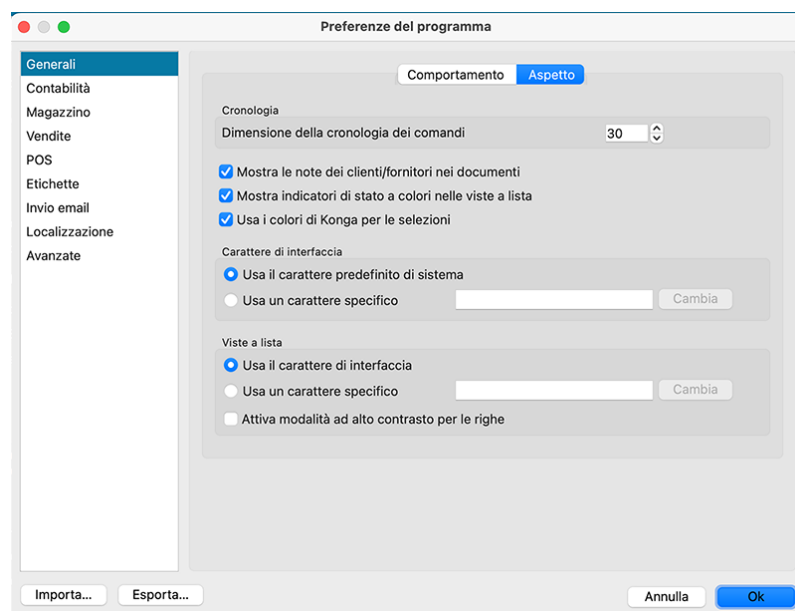 Preferenze del programma
Generali
Contabilità
Magazzino
Vendite
POS
Etichette
Invio email
Localizzazione
Avanzate
Comportamento Aspetto
Cronologia
Dimensione della cronologia dei comandi 30
Mostra le note dei clienti/fornitori nei documenti
Mostra indicatori di stato a colori nelle viste a lista
Usa i colori di Konga per le selezioni
Carattere di interfaccia
Usa il carattere predefinito di sistema
Usa un carattere specifico Cambia
Viste a lista
Usa il carattere di interfaccia
Usa un carattere specifico Cambia
Attiva modalità ad alto contrasto per le righe
Importa... Esporta... Annulla Ok